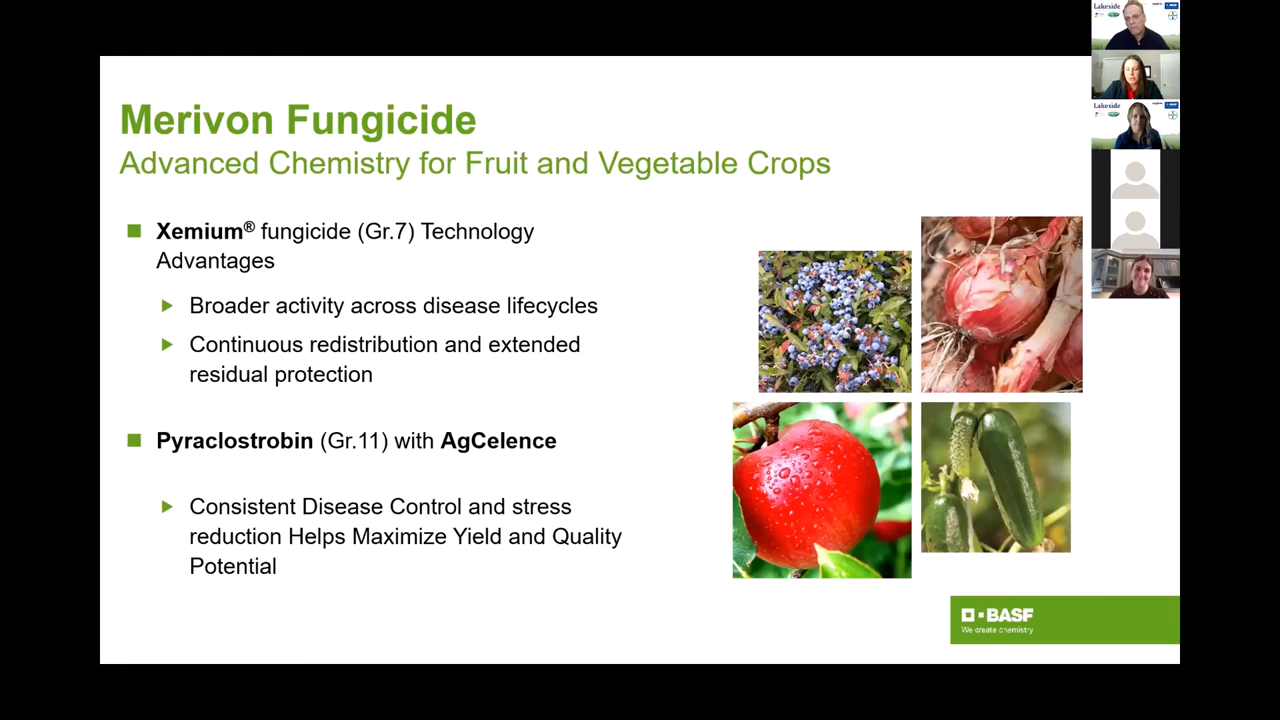 Merivon Fungicide
Advanced Chemistry for Fruit and Vegetable Crops
Xemium® fungicide (Gr.7) Technology
Advantages
Broader activity across disease lifecycles
Continuous redistribution and extended
residual protection
Pyraclostrobin (Gr.11) with AgCelence
Consistent Disease Control and stress
reduction Helps Maximize Yield and Quality
Potential
BASF
We create chemistry
Lakeside
Lakeside